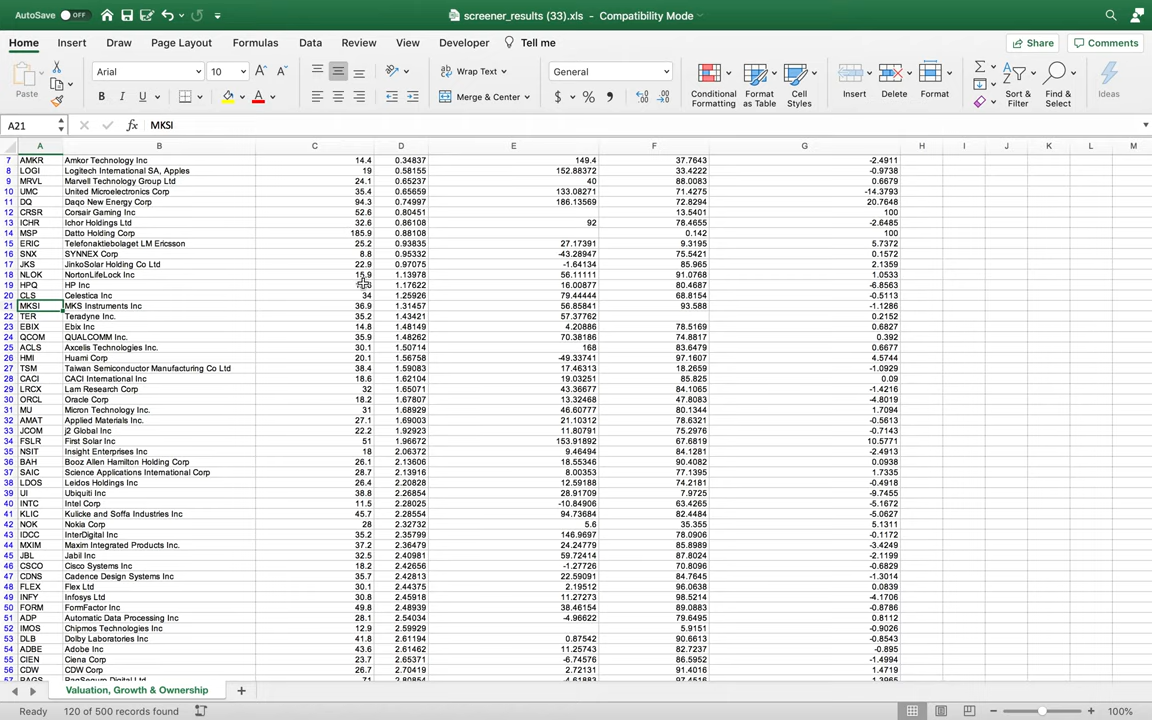 AutoSave OFF screener_results (33).xls - Compatibility Mode
Home Insert Draw Page Layout Formulas Data Review View Developer Tell me Share Comments
Paste Arial 10 A A Wrap Text General Conditional Formatting Format as Table Cell Styles Insert Delete Format Sort & Filter Find & Select Ideas
B I U A Merge & Center $ % 9
A21 fx MKSI
A B C D E F G H I J K L M
7 AMKR Amkor Technology Inc 14.4 0.34837 149.4 37.7643 -2.4911
8 LOGI Logitech International SA, Apples 19 0.58155 152.88372 33.4222 -0.9738
9 MRVL Marvell Technology Group Ltd 24.1 0.65237 40 88.0083 0.6679
10 UMC United Microelectronics Corp 35.4 0.65659 133.08271 71.4275 -14.3793
11 DQ Daqo New Energy Corp 94.3 0.74997 186.13569 72.8294 20.7648
12 CRSR Corsair Gaming Inc 52.6 0.80451 13.5401 100
13 ICHR Ichor Holdings Ltd 32.6 0.86108 92 78.4655 -2.6485
14 MSP Datto Holding Corp 185.9 0.88108 0.142 100
15 ERIC Telefonaktiebolaget LM Ericsson 25.2 0.93835 27.17391 9.3195 5.7372
16 SNX SYNNEX Corp 8.8 0.95332 -43.28947 75.5421 0.1572
17 JKS JinkoSolar Holding Co Ltd 22.9 0.97075 -1.64134 85.965 2.1359
18 NLOK NortonLifeLock Inc 15.9 1.13978 56.11111 91.0768 1.0533
19 HPQ HP Inc 1.17622 16.00877 80.4687 -6.8563
20 CLS Celestica Inc 34 1.25926 79.44444 68.8154 -0.5113
21 MKSI MKS Instruments Inc 36.9 1.31457 56.85841 93.588 -1.1286
22 TER Teradyne Inc. 35.2 1.43421 57.37762 0.2152
23 EBIX Ebix Inc 14.8 1.48149 4.20886 78.5169 0.6827
24 QCOM QUALCOMM Inc. 35.9 1.48262 70.38186 74.8817 0.392
25 ACLS Axcelis Technologies Inc. 30.1 1.50714 168 83.6479 0.6677
26 HMI Huami Corp 20.1 1.56758 -49.33741 97.1607 4.5744
27 TSM Taiwan Semiconductor Manufacturing Co Ltd 38.4 1.59083 17.46313 18.2659 -1.0929
28 CACI CACI International Inc 18.6 1.62104 19.03251 85.825 0.09
29 LRCX Lam Research Corp 32 1.65071 43.36677 84.1065 -1.4216
30 ORCL Oracle Corp 18.2 1.67807 13.32468 47.8083 -4.8019
31 MU Micron Technology Inc. 31 1.68929 46.60777 80.1344 1.7094
32 AMAT Applied Materials Inc. 27.1 1.69003 21.10312 78.6321 -0.5613
33 JCOM j2 Global Inc 22.2 1.92923 11.80791 75.2976 -0.7143
34 FSLR First Solar Inc 51 1.96672 153.91892 67.6819 10.5771
35 NSIT Insight Enterprises Inc 18 2.06372 9.46494 84.1281 -2.4913
36 BAH Booz Allen Hamilton Holding Corp 26.1 2.13606 18.55346 90.4082 0.0938
37 SAIC Science Applications International Corp 28.7 2.13916 8.00353 77.1395 1.7335
38 LDOS Leidos Holdings Inc 26.4 2.20828 12.59188 74.2181 -0.4918
39 UI Ubiquiti Inc 38.8 2.26854 28.91709 7.9725 -9.7455
40 INTC Intel Corp 11.5 2.28025 -10.84906 63.4265 -5.1672
41 KLIC Kulicke and Soffa Industries Inc 45.7 2.28554 94.73684 82.4484 -5.0627
42 NOK Nokia Corp 28 2.32732 5.6 35.355 5.1311
43 IDCC InterDigital Inc 35.2 2.35799 146.9697 78.0906 -0.1172
44 MXIM Maxim Integrated Products Inc. 37.2 2.36479 24.24779 85.8989 -3.4249
45 JBL Jabil Inc 32.5 2.40981 59.72414 87.8024 -2.1199
46 CSCO Cisco Systems Inc 18.2 2.42656 -1.27726 70.8096 -0.6829
47 CDNS Cadence Design Systems Inc 35.7 2.42813 22.59091 84.7645 -1.3014
48 FLEX Flex Ltd 30.1 2.44375 2.19512 96.0638 0.0839
49 INFY Infosys Ltd 30.8 2.45918 11.27273 98.5214 -4.1706
50 FORM FormFactor Inc 49.8 2.48939 38.46154 89.0883 -0.8786
51 ADP Automatic Data Processing Inc 28.1 2.54034 -4.96622 0.8112
52 IMOS Chipmos Technologies Inc 12.9 2.59929 5.9151 -0.9026
53 DLB Dolby Laboratories Inc 41.8 2.61194 0.87542 90.6613 -0.8543
54 ADBE Adobe Inc 43.6 2.61462 11.25743 82.7237 -0.895
55 CIEN Ciena Corp 23.7 2.65371 -6.74576 86.5952 -1.4994
56 CDW CDW Corp 26.7 2.70419 2.72131 91.4016 1.4719
57 PAGS PagSeguro Digital Ltd 71 2.80854 -4.61883 97.4516 1.3965
Valuation, Growth & Ownership
Ready 120 of 500 records found 100%